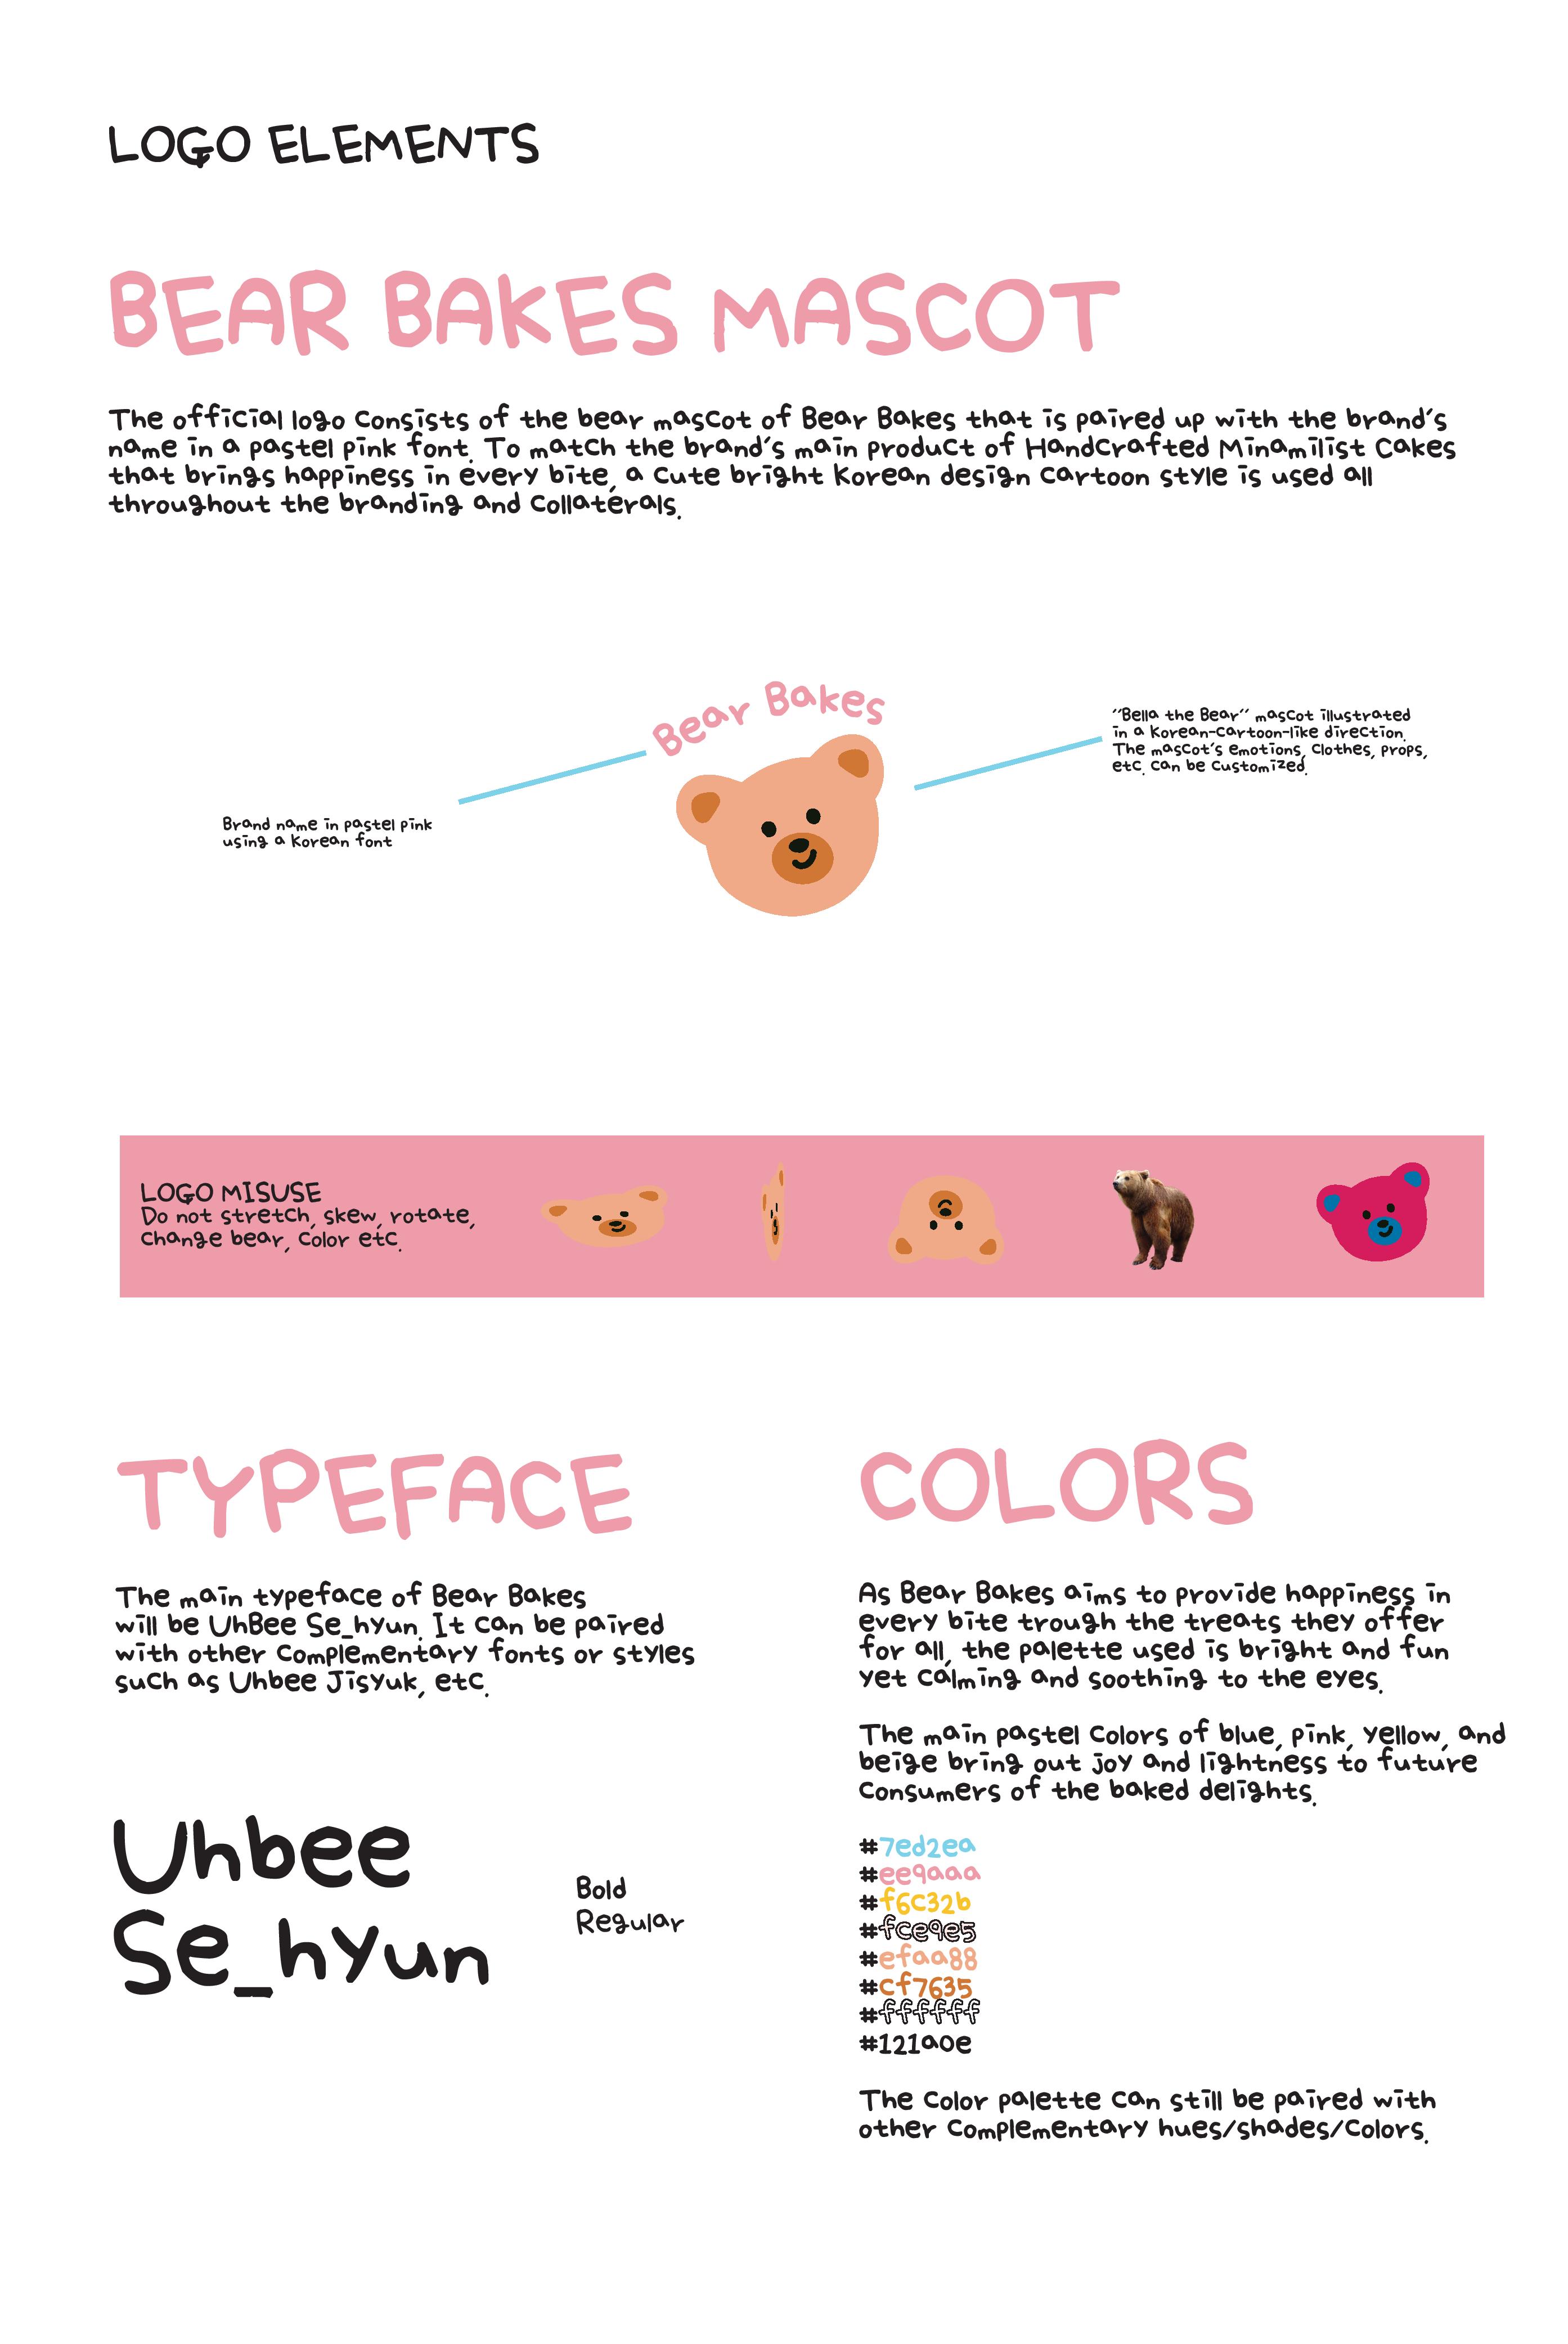 LOGO ELEMENTS
BEAR BAKES MASCOT
The official logo consists of the bear mascot of Bear Bakes that is paired up with the brand's
name in a pastel pink font. To match the brand's main product of Handcrafted Minamilist Cakes
that brings happiness in every bite, a cute bright Korean design cartoon style is used all
throughout the branding and collaterals.
Bear Bakes
"Bella the Bear" mascot illustrated
in a Korean-cartoon-like direction.
The mascot's emotions, clothes, props,
etc. can be customized.
Brand name in pastel pink
using a Korean font
LOGO MISUSE
Do not stretch, skew, rotate,
change bear, color etc.
TYPEFACE
The main typeface of Bear Bakes
will be UhBee Se_hyun. It can be paired
with other complementary fonts or styles
such as Uhbee Jisyuk, etc.
Uhbee
Se_hyun
Bold
Regular
COLORS
As Bear Bakes aims to provide happiness in
every bite trough the treats they offer
for all, the palette used is bright and fun
yet calming and soothing to the eyes.
The main pastel colors of blue, pink, yellow, and
beige bring out joy and lightness to future
consumers of the baked delights.
#7ed2ea
#ee9aaa
#f6c32b
#fce9e5
#efaa88
#cf7635
#ffffff
#121a0e
The color palette can still be paired with
other complementary hues/shades/colors.